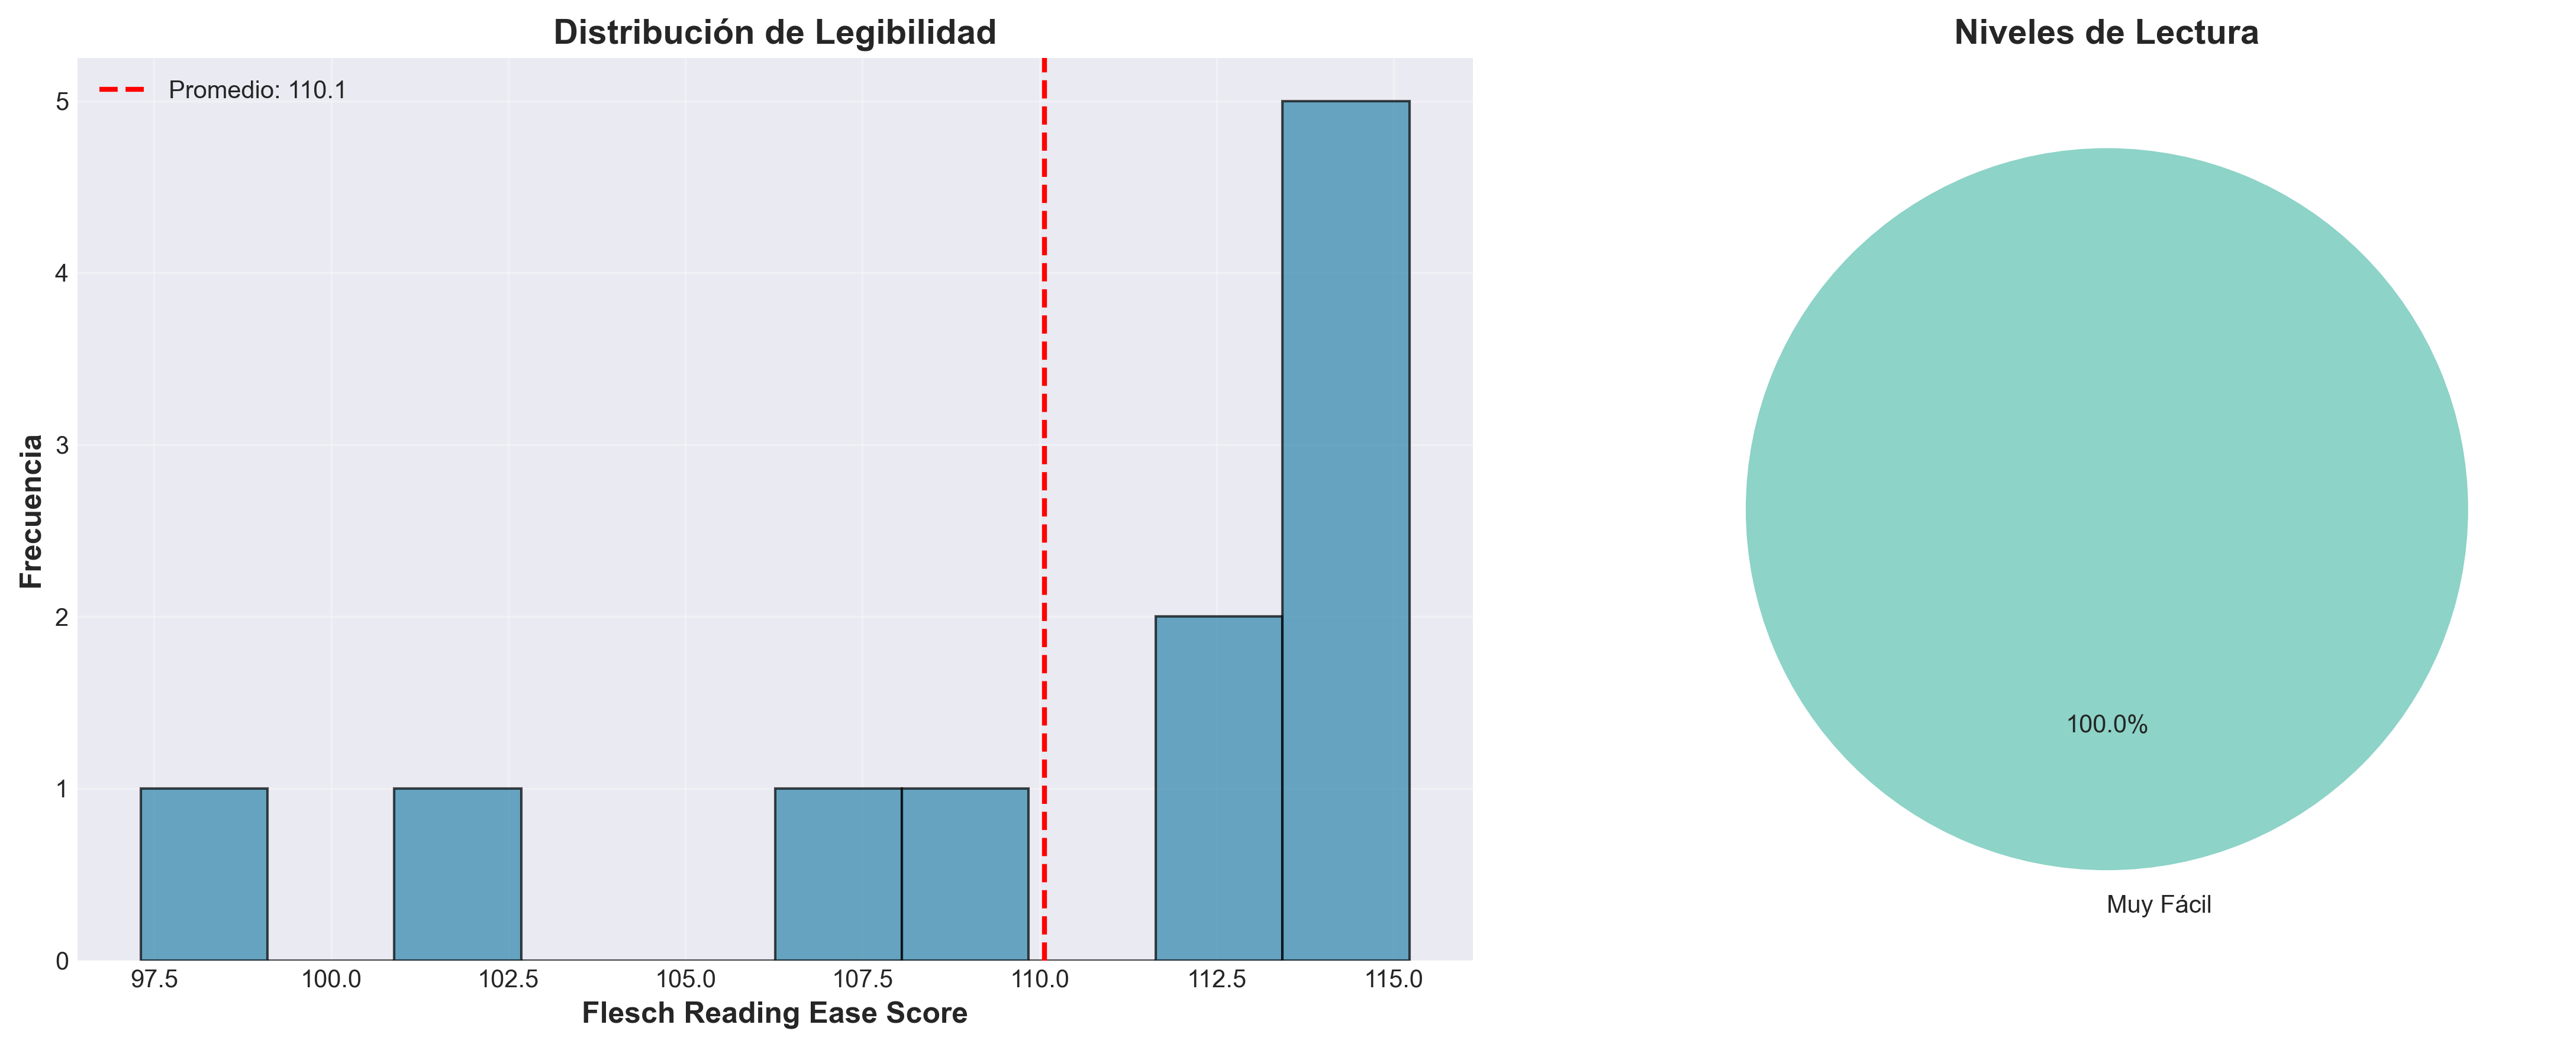 Distribución de Legibilidad
Promedio: 110.1
5
4
3
2
1
0
Frecuencia
97.5 100.0 102.5 105.0 107.5 110.0 112.5 115.0
Flesch Reading Ease Score
Niveles de Lectura
100.0%
Muy Fácil